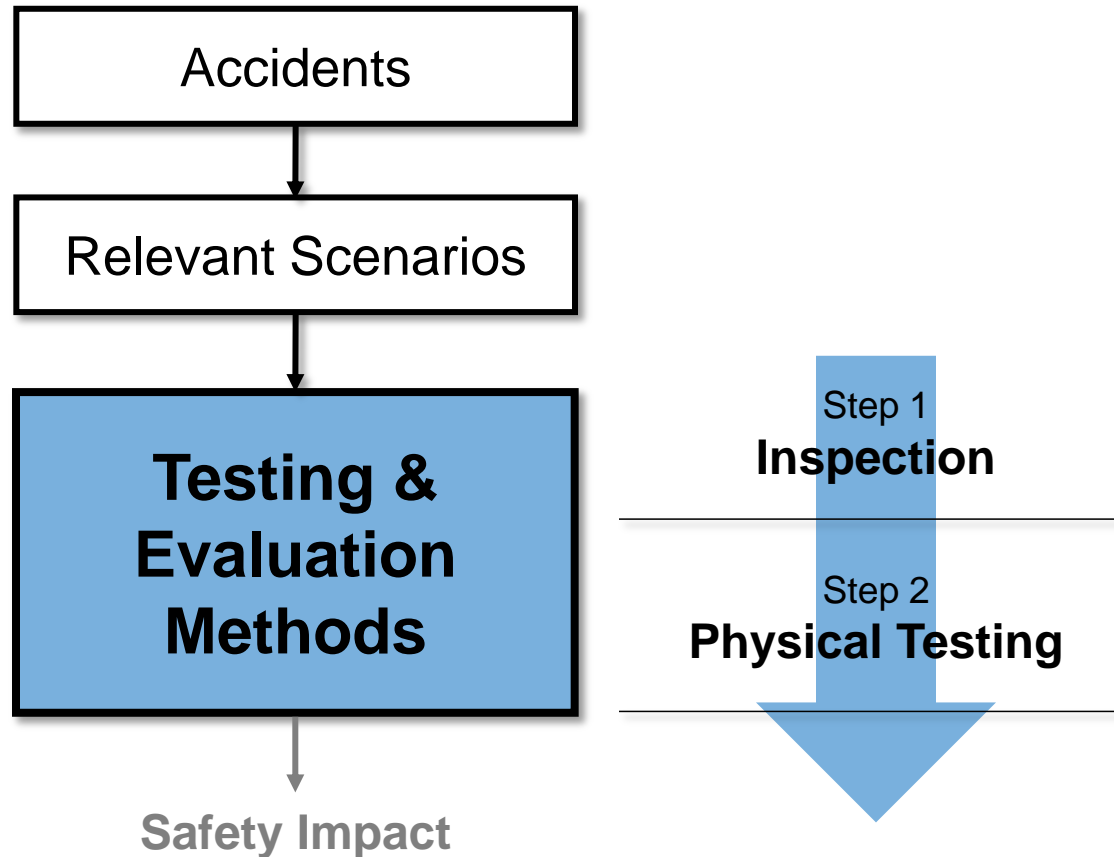 Accidents
Relevant Scenarios
Testing &
Evaluation
Methods
Safety Impact
Step 1
Inspection
Step 2
Physical Testing